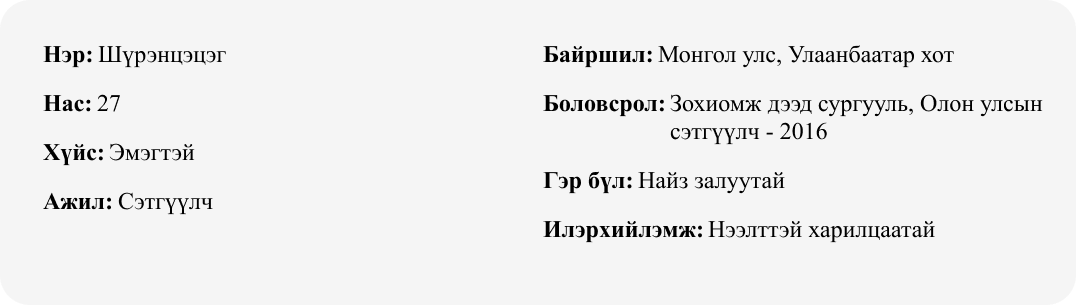 Нэр: Шүрэнцэцэг
Нас: 27
Хүйс: Эмэгтэй
Ажил: Сэтгүүлч
Байршил: Монгол улс, Улаанбаатар хот
Боловсрол: Зохиомж дээд сургууль, Олон улсын
сэтгүүлч - 2016
Гэр бүл: Найз залуутай
Илэрхийлэмж: Нээлттэй харилцаатай